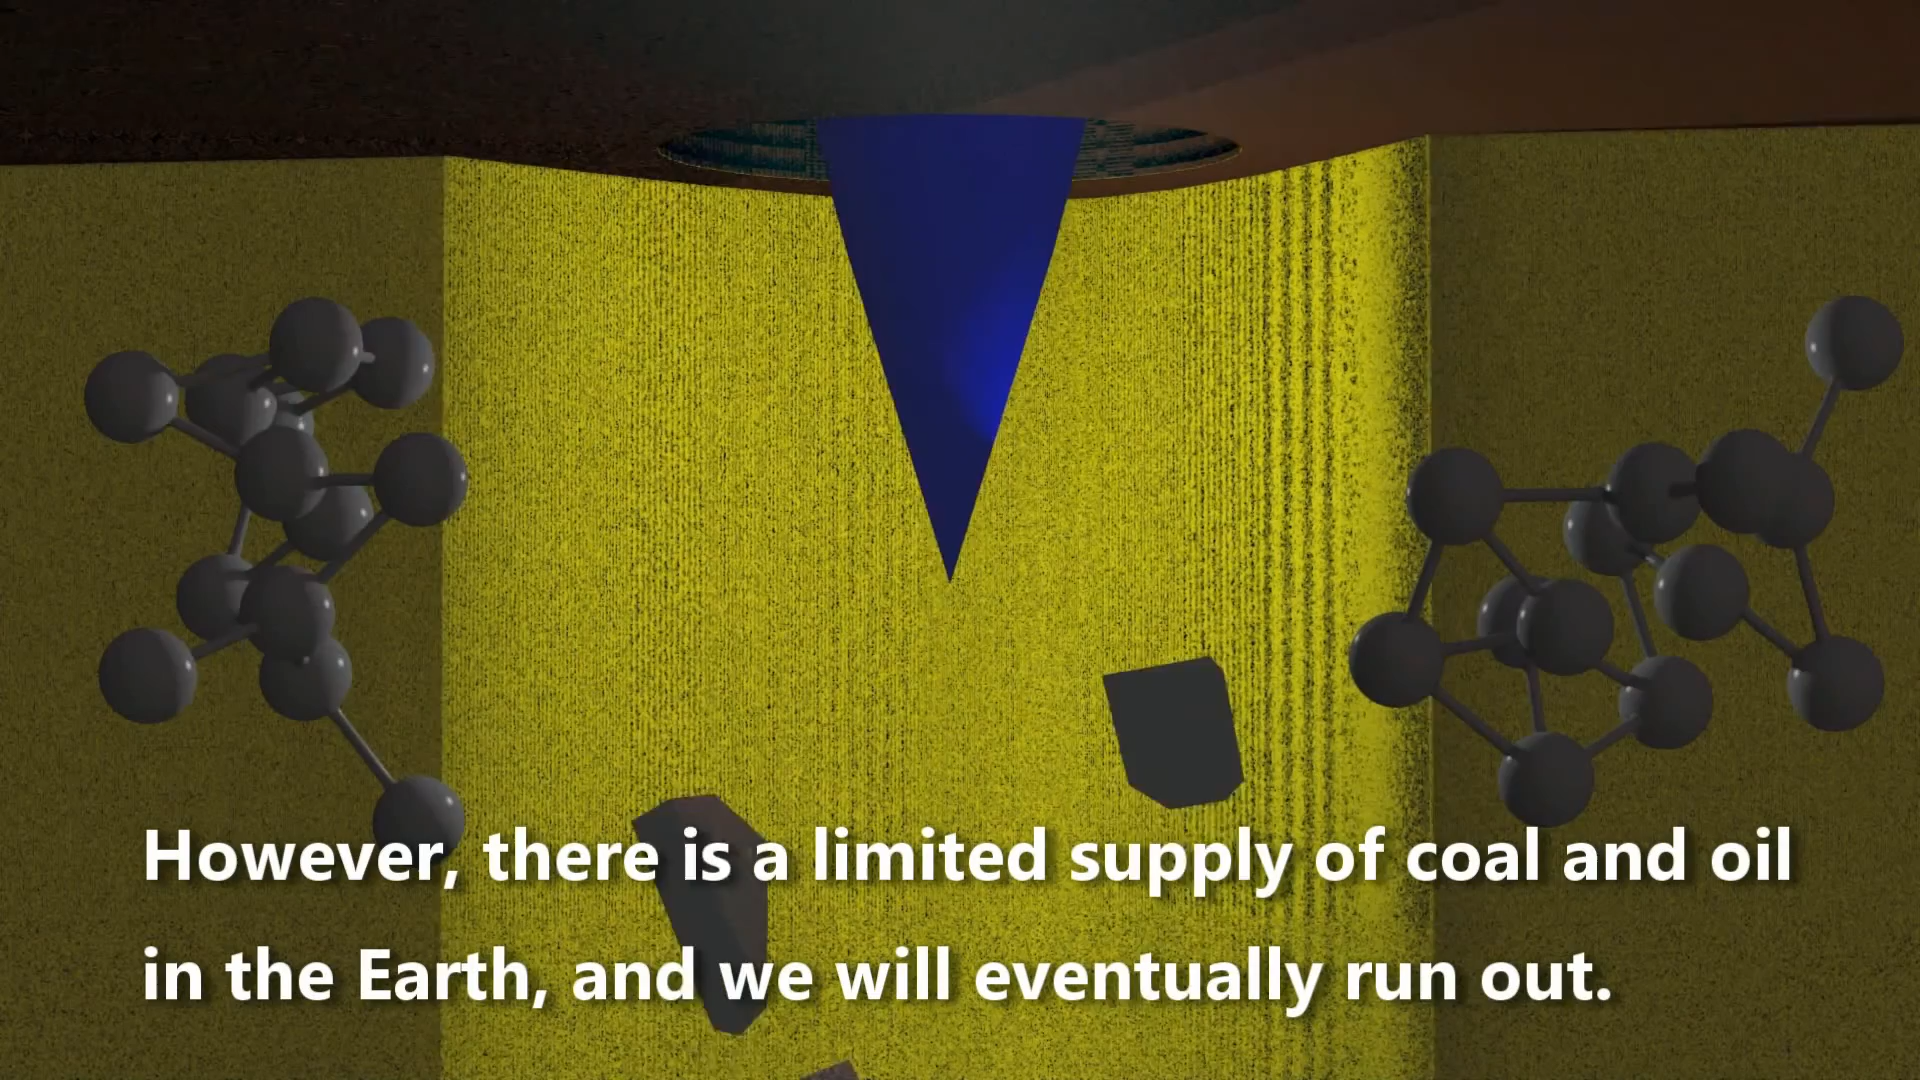 However, there is a limited supply of coal and oil
in the Earth, and we will eventually run out.